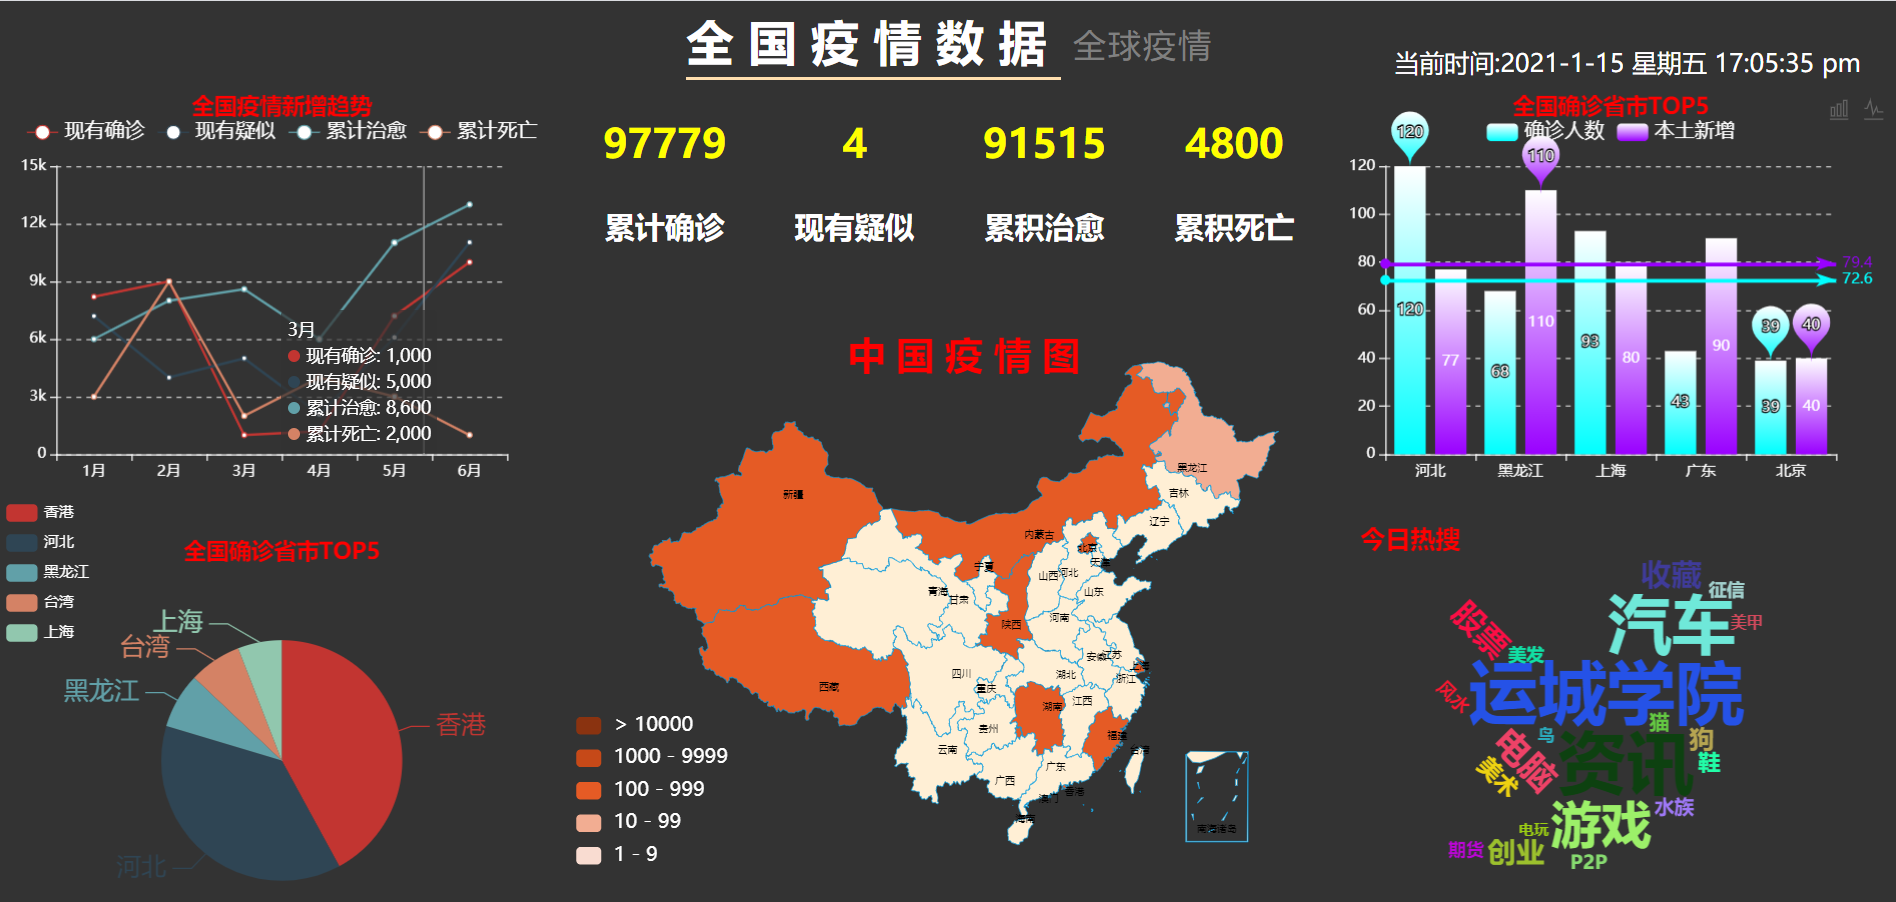 全国疫情数据 全球疫情
当前时间:2021-1-15 星期五 17:05:35 pm
全国疫情新增趋势
现有确诊 现有疑似 累计治愈 累计死亡
15k
12k
9k
6k
3k
0
1月 2月 3月 4月 5月 6月
3月
现有确诊: 1,000
现有疑似: 5,000
累计治愈: 8,600
累计死亡: 2,000
97779 4 91515 4800
累计确诊 现有疑似 累积治愈 累积死亡
全国确诊省市TOP5
确诊人数 本土新增
120
100
80
60
40
20
0
120 110 39 40
79.4
72.6
120 77 68 110 93 80 43 90 39 40
河北 黑龙江 上海 广东 北京
香港
河北
黑龙江
台湾
上海
全国确诊省市TOP5
上海
台湾
黑龙江
香港
河北
中国疫情图
黑龙江
吉林
新疆
辽宁
内蒙古
北京
天津
宁夏
山西
河北
青海
甘肃
山东
河南
陕西
安徽
江苏
上海
四川
湖北
浙江
重庆
西藏
江西
湖南
贵州
福建
云南
台湾
广东
广西
香港
澳门
海南
南海诸岛
> 10000
1000 - 9999
100 - 999
10 - 99
1 - 9
今日热搜
收藏
征信
汽车
股票
美甲
美发
运城学院
风水
猫
鸟
狗
电脑
资讯
鞋
美术
水族
游戏
电玩
期货
创业
P2P